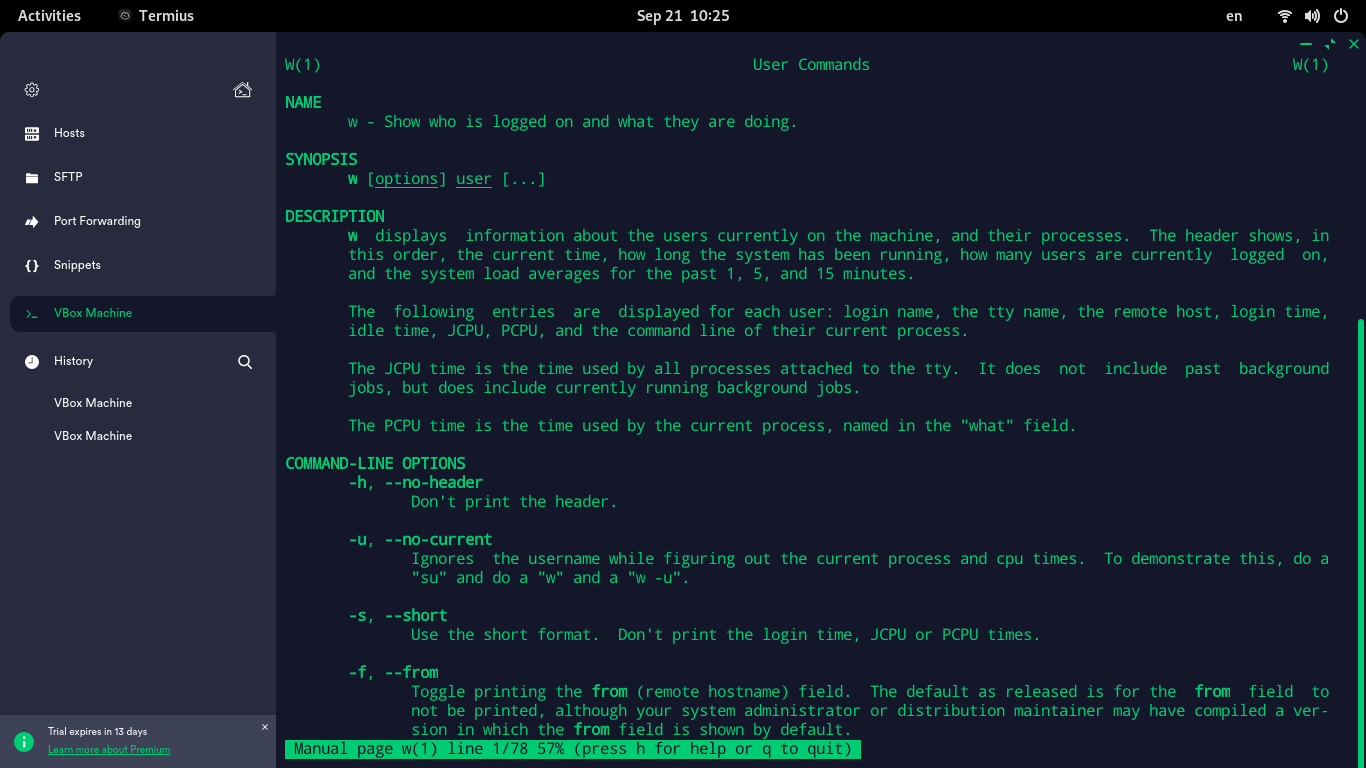 Activities Termius Sep 21 10:25 en
Hosts
SFTP
Port Forwarding
{} Snippets
>_ VBox Machine
History
VBox Machine
VBox Machine
Trial expires in 13 days
Learn more about Premium
W(1) User Commands W(1)
NAME
w - Show who is logged on and what they are doing.
SYNOPSIS
w [options] user [...]
DESCRIPTION
w displays information about the users currently on the machine, and their processes. The header shows, in
this order, the current time, how long the system has been running, how many users are currently logged on,
and the system load averages for the past 1, 5, and 15 minutes.
The following entries are displayed for each user: login name, the tty name, the remote host, login time,
idle time, JCPU, PCPU, and the command line of their current process.
The JCPU time is the time used by all processes attached to the tty. It does not include past background
jobs, but does include currently running background jobs.
The PCPU time is the time used by the current process, named in the "what" field.
COMMAND-LINE OPTIONS
-h, --no-header
Don't print the header.
-u, --no-current
Ignores the username while figuring out the current process and cpu times. To demonstrate this, do a
"su" and do a "w" and a "w -u".
-s, --short
Use the short format. Don't print the login time, JCPU or PCPU times.
-f, --from
Toggle printing the from (remote hostname) field. The default as released is for the from field to
not be printed, although your system administrator or distribution maintainer may have compiled a ver-
sion in which the from field is shown by default.
Manual page w(1) line 1/78 57% (press h for help or q to quit)